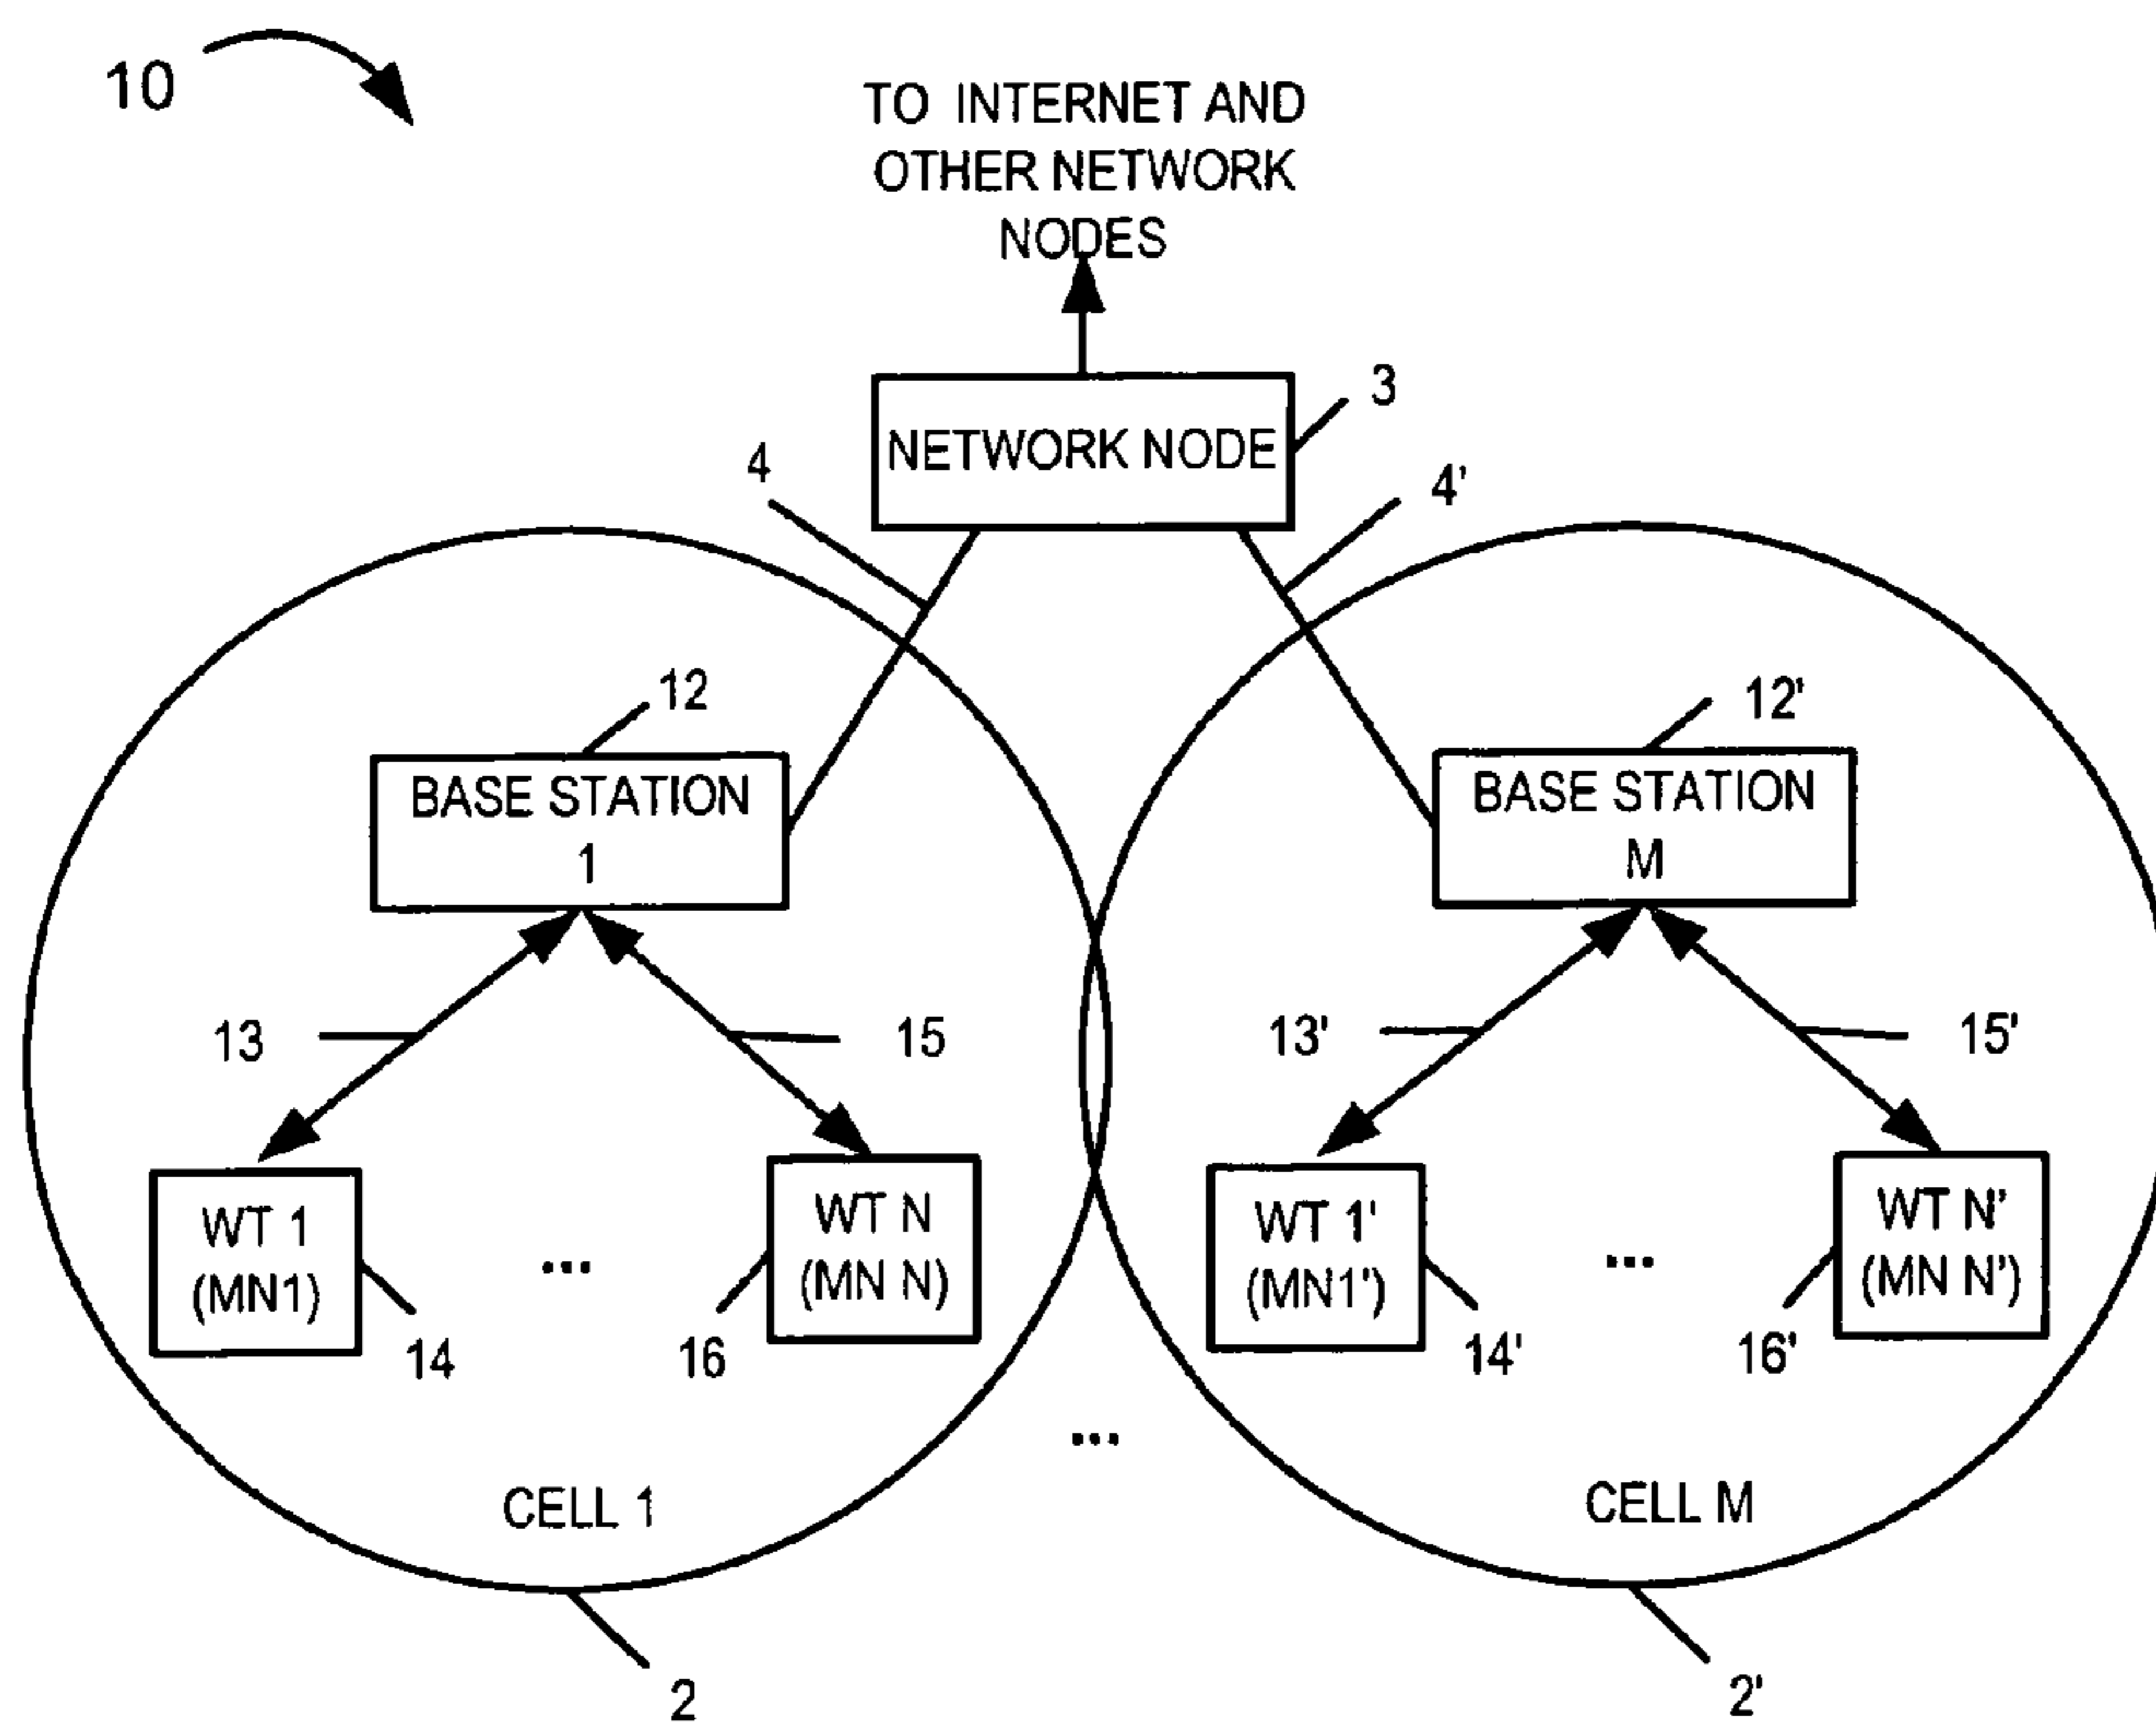 10
TO INTERNET AND
OTHER NETWORK
NODES
NETWORK NODE
3
4
4'
12
12'
BASE STATION
1
BASE STATION
M
13
15
13'
15'
WT 1
(MN1)
...
WT N
(MN N)
WT 1'
(MN1')
...
WT N'
(MN N')
14
16
14'
16'
...
CELL 1
CELL M
2
2'